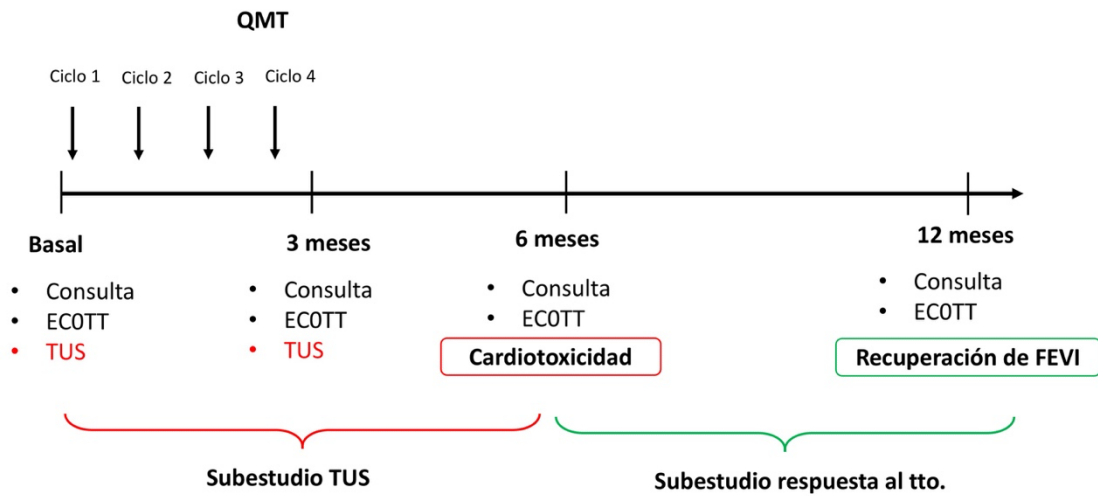 QMT
Ciclo 1 Ciclo 2 Ciclo 3 Ciclo 4
Basal 3 meses 6 meses 12 meses
• Consulta
• EC0TT
• TUS
• Consulta
• EC0TT
• TUS
• Consulta
• EC0TT
Cardiotoxicidad
• Consulta
• EC0TT
Recuperación de FEVI
Subestudio TUS
Subestudio respuesta al tto.